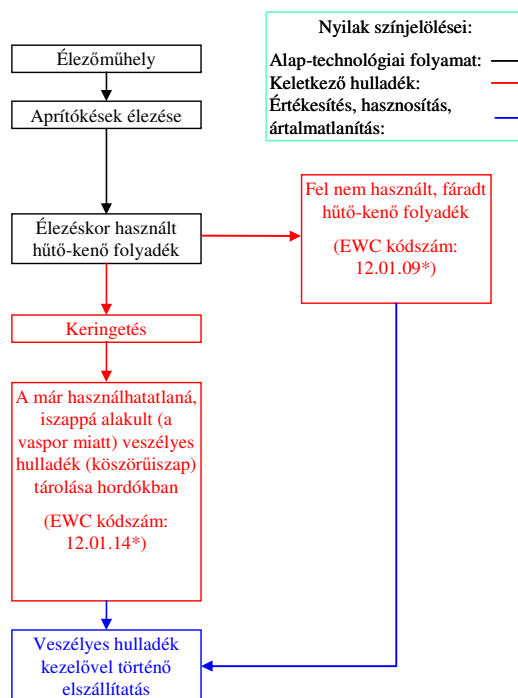 Nyilak színjelölései:
Alap-technológiai folyamat:
Keletkező hulladék:
Értékesítés, hasznosítás,
ártalmatlanítás:
Élezőműhely
Aprítókések élezése
Élezéskor használt
hűtő-kenő folyadék
Fel nem használt, fáradt
hűtő-kenő folyadék
(EWC kódszám:
12.01.09*)
Keringetés
A már használhatatlaná,
iszappá alakult (a
vaspor miatt) veszélyes
hulladék (köszörűiszap)
tárolása hordókban
(EWC kódszám:
12.01.14*)
Veszélyes hulladék
kezelővel történő
elszállítatás